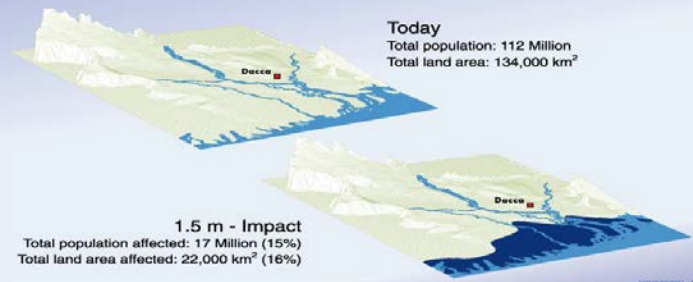 Today
Total population: 112 Million
Total land area: 134,000 km²
Dacca
Dacca
1.5 m - Impact
Total population affected: 17 Million (15%)
Total land area affected: 22,000 km² (16%)